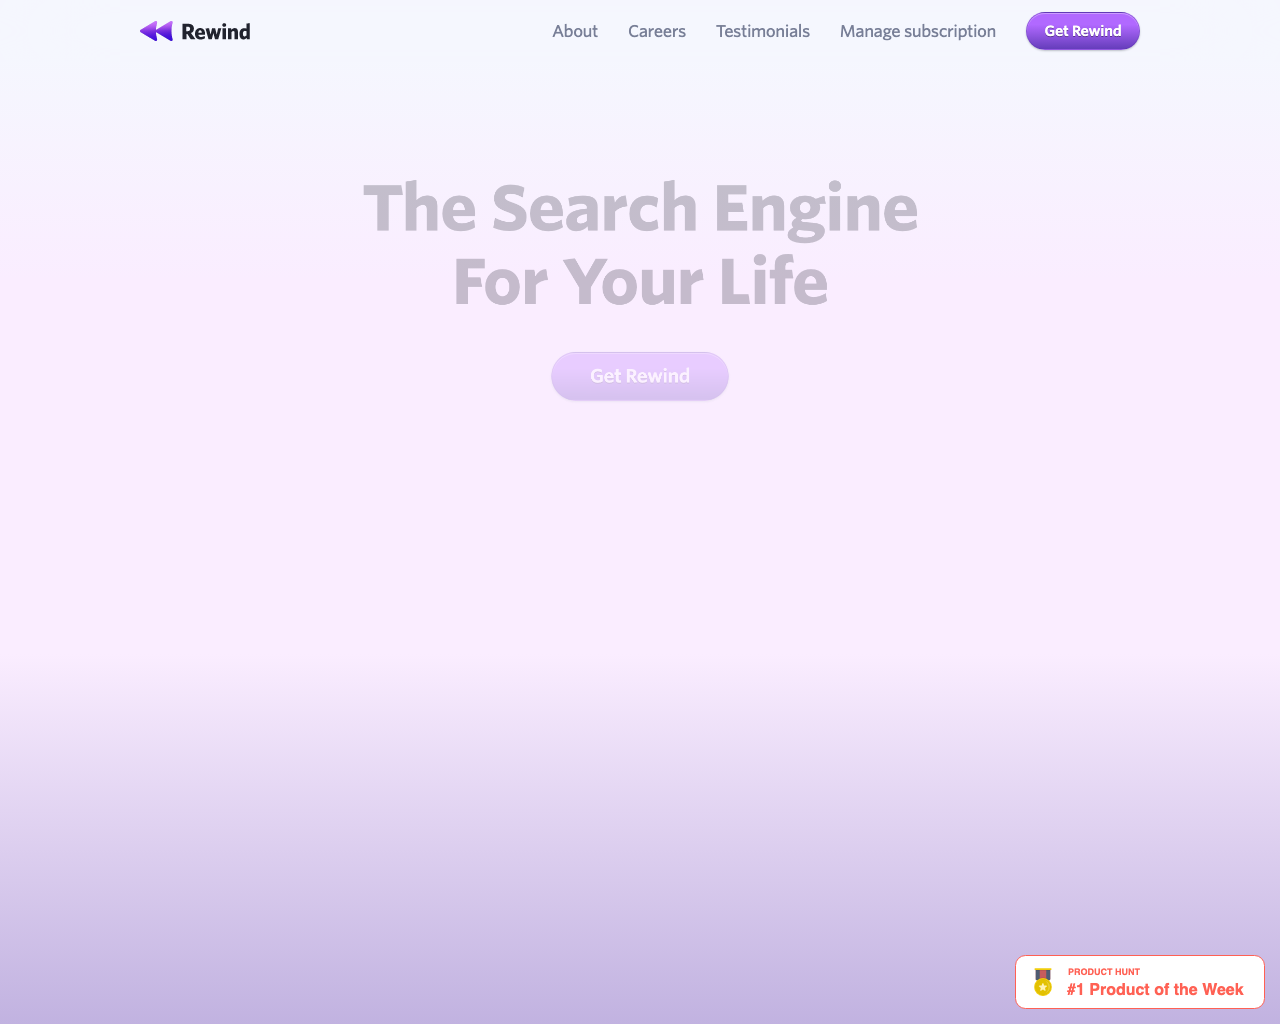 Rewind
About
Careers
Testimonials
Manage subscription
Get Rewind
The Search Engine
For Your Life
Get Rewind
PRODUCT HUNT
#1 Product of the Week